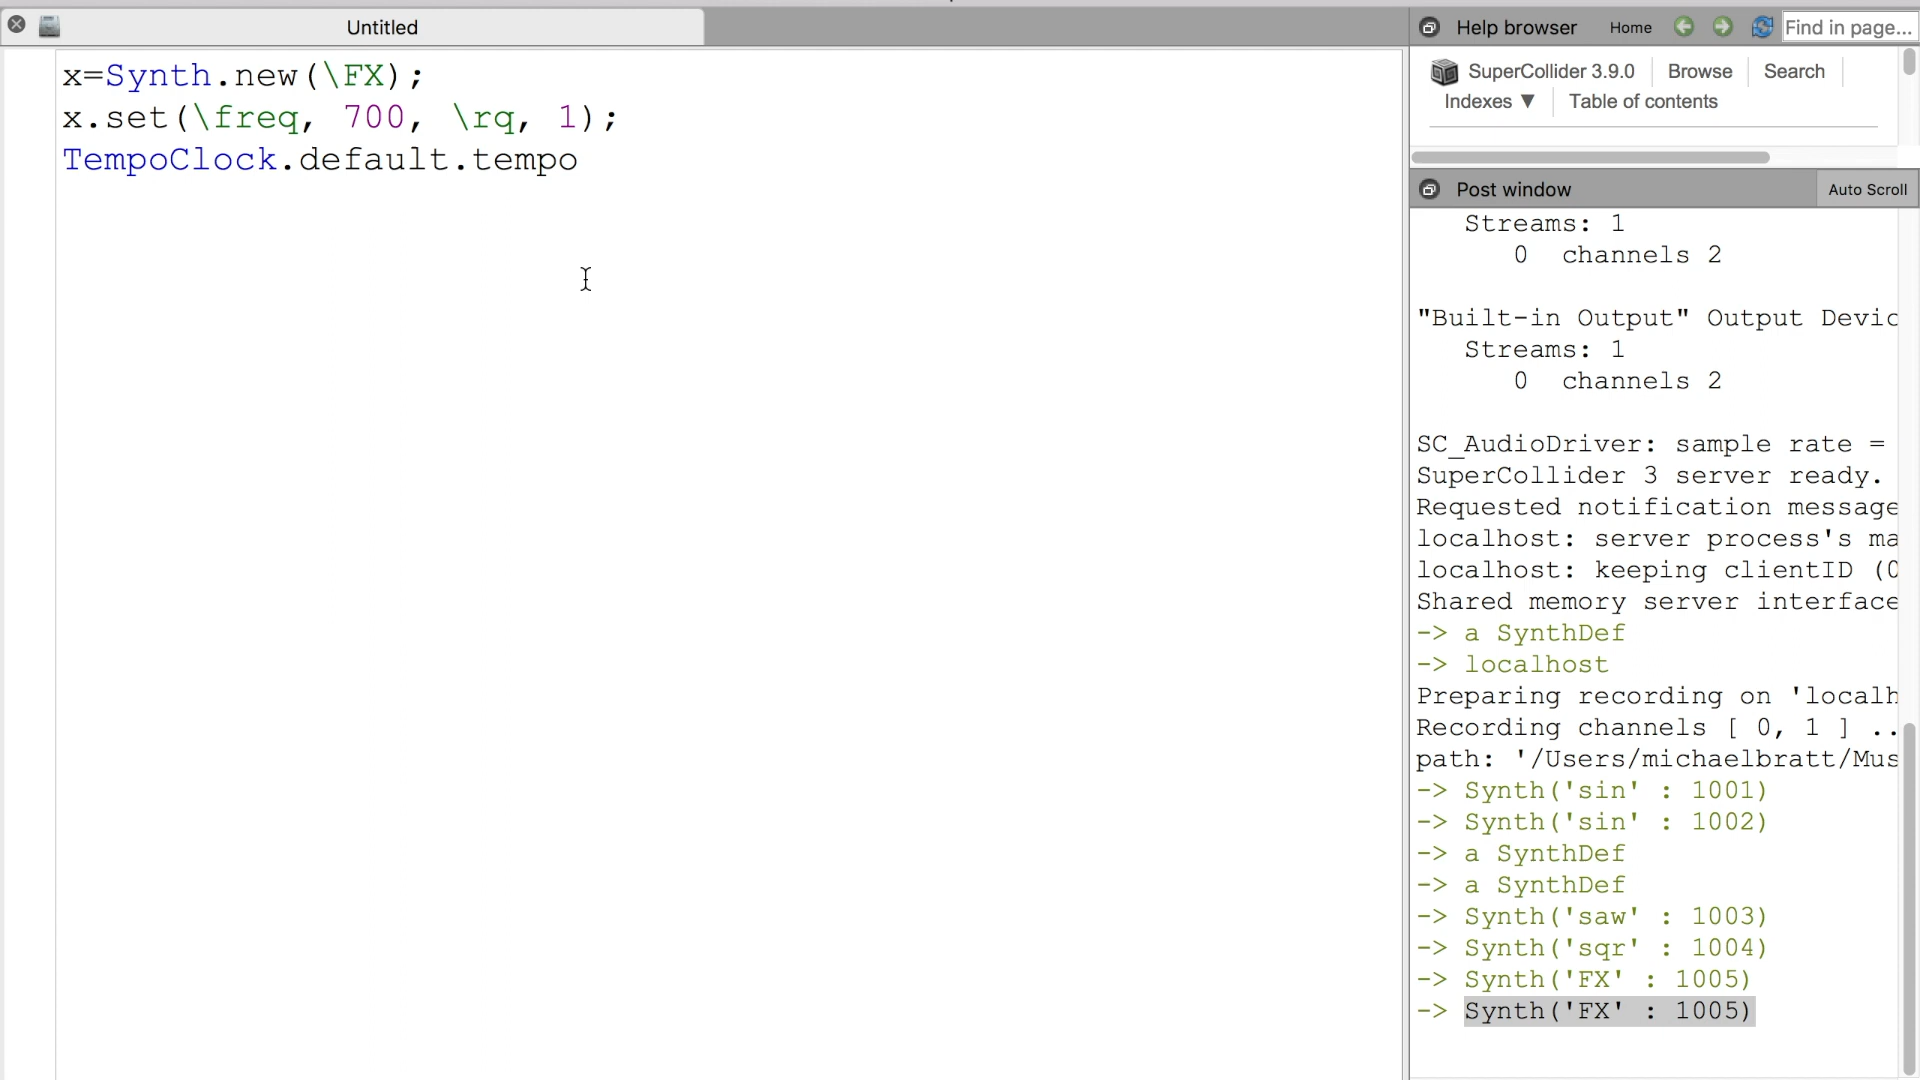 Untitled
x=Synth.new(\FX);
x.set(\freq, 700, \rq, 1);
TempoClock.default.tempo
Help browser
Home
Find in page...
SuperCollider 3.9.0
Browse
Search
Indexes ▼
Table of contents
Post window
Auto Scroll
Streams: 1
0 channels 2
"Built-in Output" Output Devic
Streams: 1
0 channels 2
SC_AudioDriver: sample rate =
SuperCollider 3 server ready.
Requested notification message
localhost: server process's ma
localhost: keeping clientID (0
Shared memory server interface
-> a SynthDef
-> localhost
Preparing recording on 'localh
Recording channels [ 0, 1 ] ..
path: '/Users/michaelbratt/Mus
-> Synth('sin' : 1001)
-> Synth('sin' : 1002)
-> a SynthDef
-> a SynthDef
-> Synth('saw' : 1003)
-> Synth('sqr' : 1004)
-> Synth('FX' : 1005)
-> Synth('FX' : 1005)